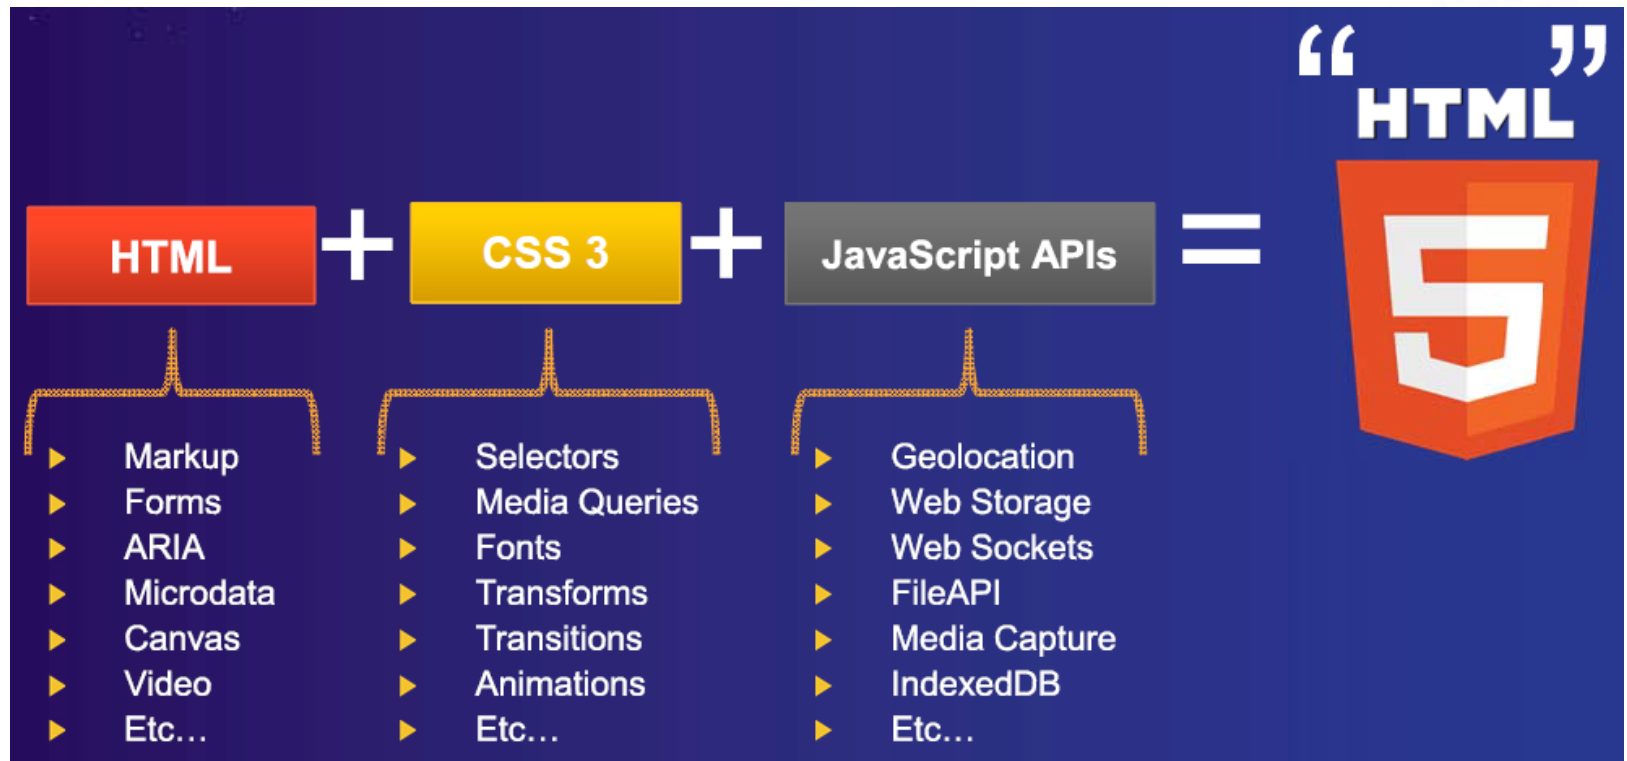 “ ”
HTML
5
HTML + CSS 3 + JavaScript APIs =
Markup
Forms
ARIA
Microdata
Canvas
Video
Etc...
Selectors
Media Queries
Fonts
Transforms
Transitions
Animations
Etc...
Geolocation
Web Storage
Web Sockets
FileAPI
Media Capture
IndexedDB
Etc...